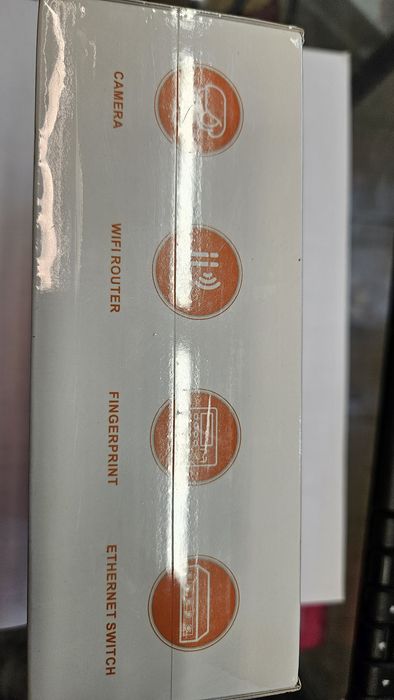 CAMERA
WIFI ROUTER
FINGERPRINT
ETHERNET SWITCH